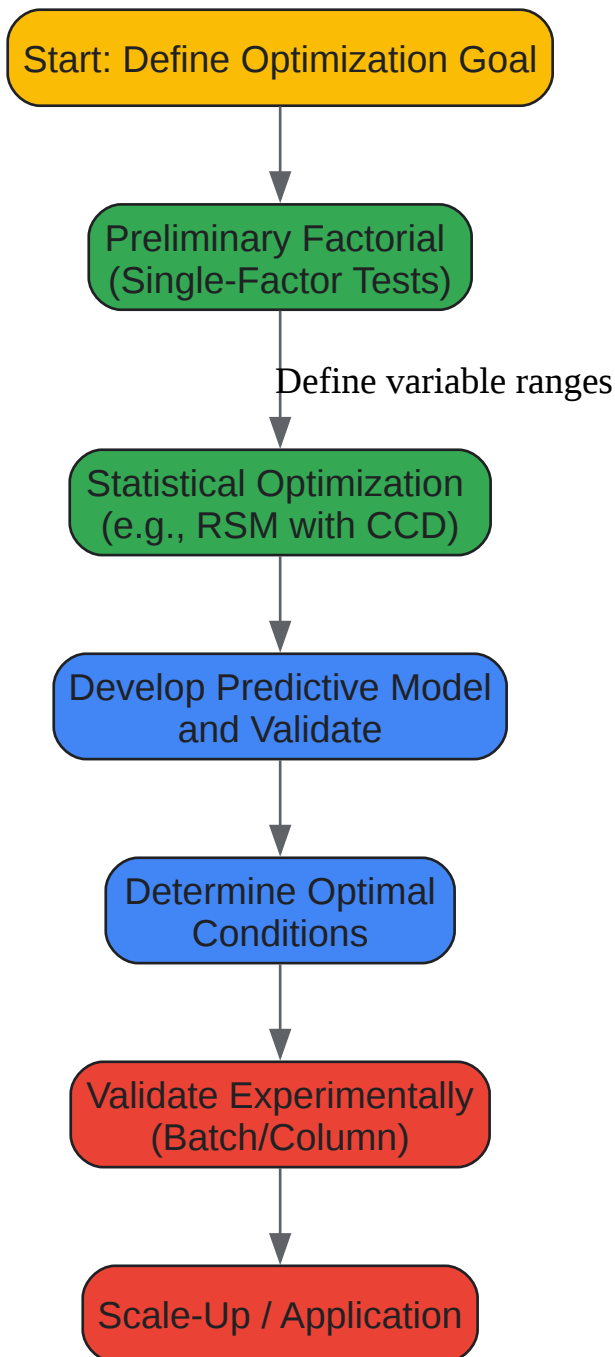 Start: Define Optimization Goal
Preliminary Factorial
(Single-Factor Tests)
Define variable ranges
Statistical Optimization
(e.g., RSM with CCD)
Develop Predictive Model
and Validate
Determine Optimal
Conditions
Validate Experimentally
(Batch/Column)
Scale-Up / Application